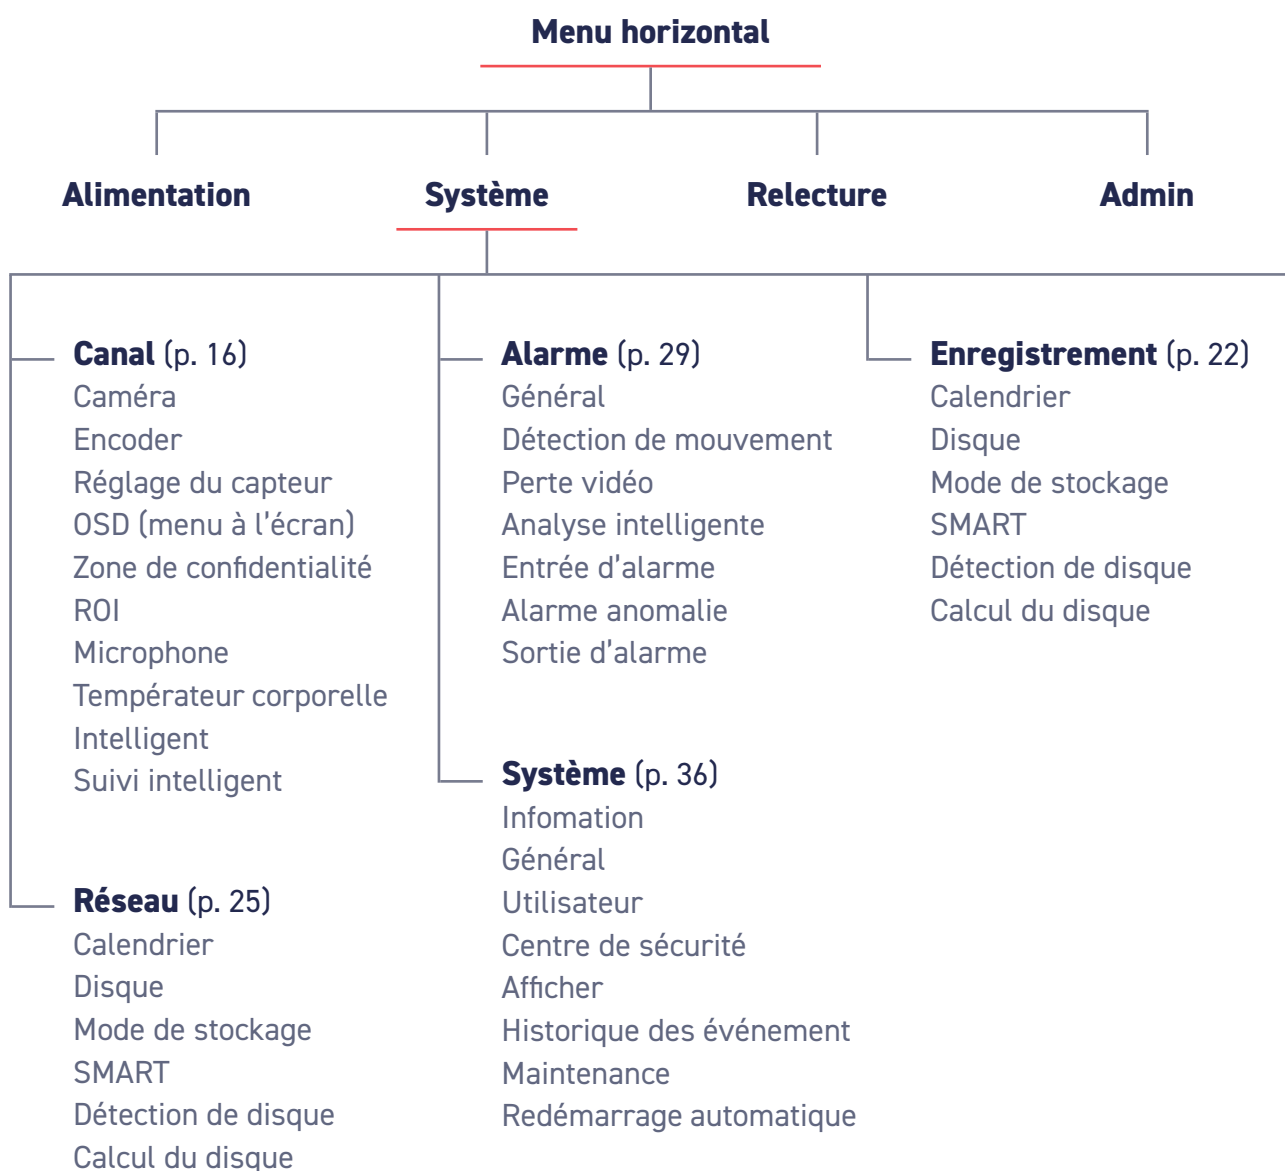 Menu horizontal
Alimentation
Système
Relecture
Admin
Canal (p. 16)
Caméra
Encoder
Réglage du capteur
OSD (menu à l’écran)
Zone de confidentialité
ROI
Microphone
Températeur corporelle
Intelligent
Suivi intelligent
Réseau (p. 25)
Calendrier
Disque
Mode de stockage
SMART
Détection de disque
Calcul du disque
Alarme (p. 29)
Général
Détection de mouvement
Perte vidéo
Analyse intelligente
Entrée d’alarme
Alarme anomalie
Sortie d’alarme
Système (p. 36)
Infomation
Général
Utilisateur
Centre de sécurité
Afficher
Historique des événement
Maintenance
Redémarrage automatique
Enregistrement (p. 22)
Calendrier
Disque
Mode de stockage
SMART
Détection de disque
Calcul du disque